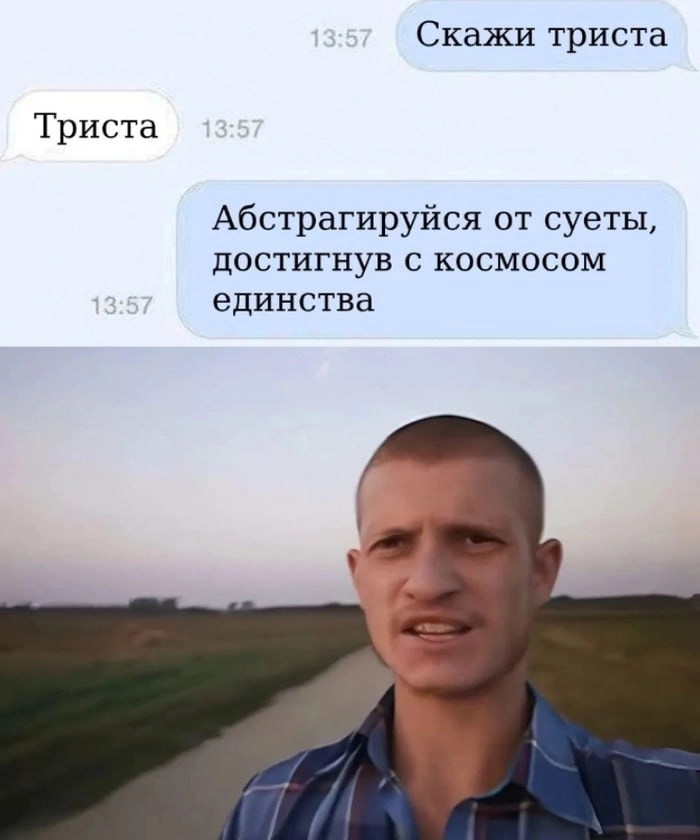 13:57 Скажи триста
Триста 13:57
Абстрагируйся от суеты,
достигнув с космосом
13:57 единства